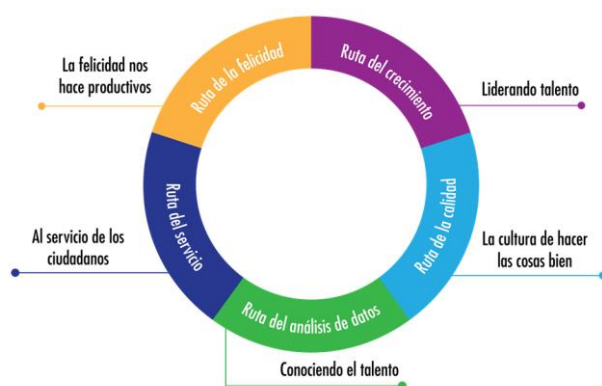 La felicidad nos
hace productivos
Ruta de la felicidad
Ruta del crecimiento
Liderando talento
Al servicio de los
ciudadanos
Ruta del servicio
Ruta de la calidad
La cultura de hacer
las cosas bien
Ruta del análisis de datos
Conociendo el talento